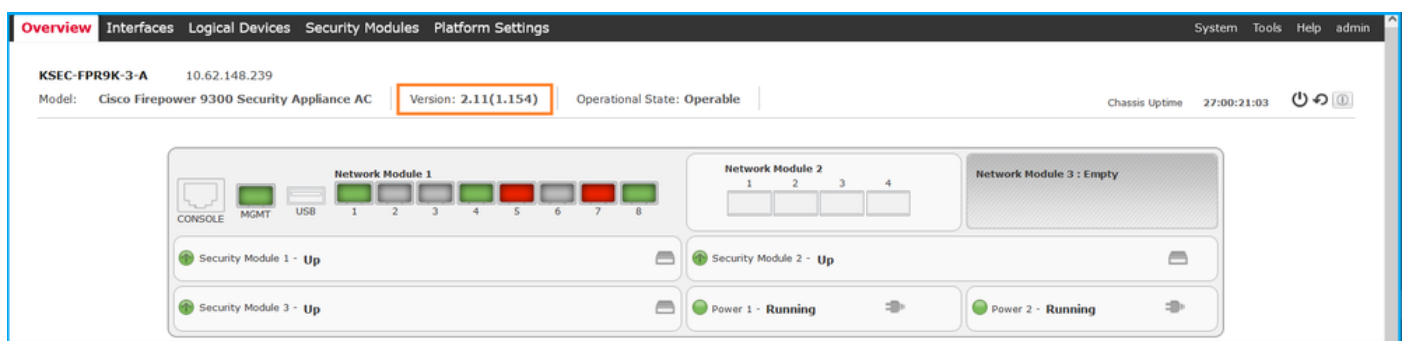 Overview Interfaces Logical Devices Security Modules Platform Settings System Tools Help admin
KSEC-FPR9K-3-A 10.62.148.239
Model: Cisco Firepower 9300 Security Appliance AC Version: 2.11(1.154) Operational State: Operable Chassis Uptime 27:00:21:03
Network Module 1
CONSOLE MGMT USB 1 2 3 4 5 6 7 8
Network Module 2
1 2 3 4
Network Module 3 : Empty
Security Module 1 - Up
Security Module 2 - Up
Security Module 3 - Up
Power 1 - Running
Power 2 - Running